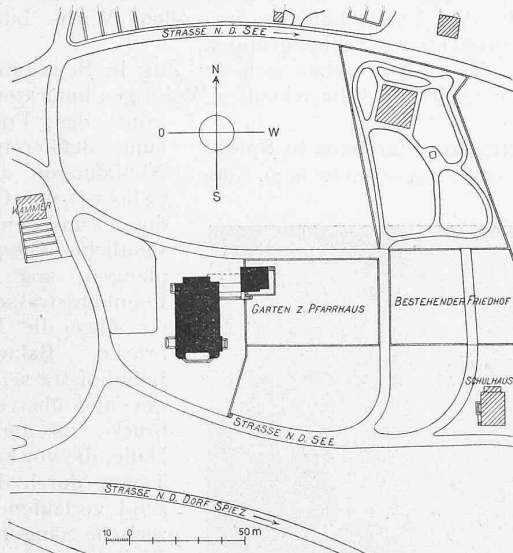 STRASSE N. D. SEE
N
O
W
S
KAMMER
GARTEN Z. PFARRHAUS
BESTEHENDER FRIEDHOF
SCHULHAUS
STRASSE N. D. SEE
STRASSE N. D. DORF SPIEZ
10 0 50 m